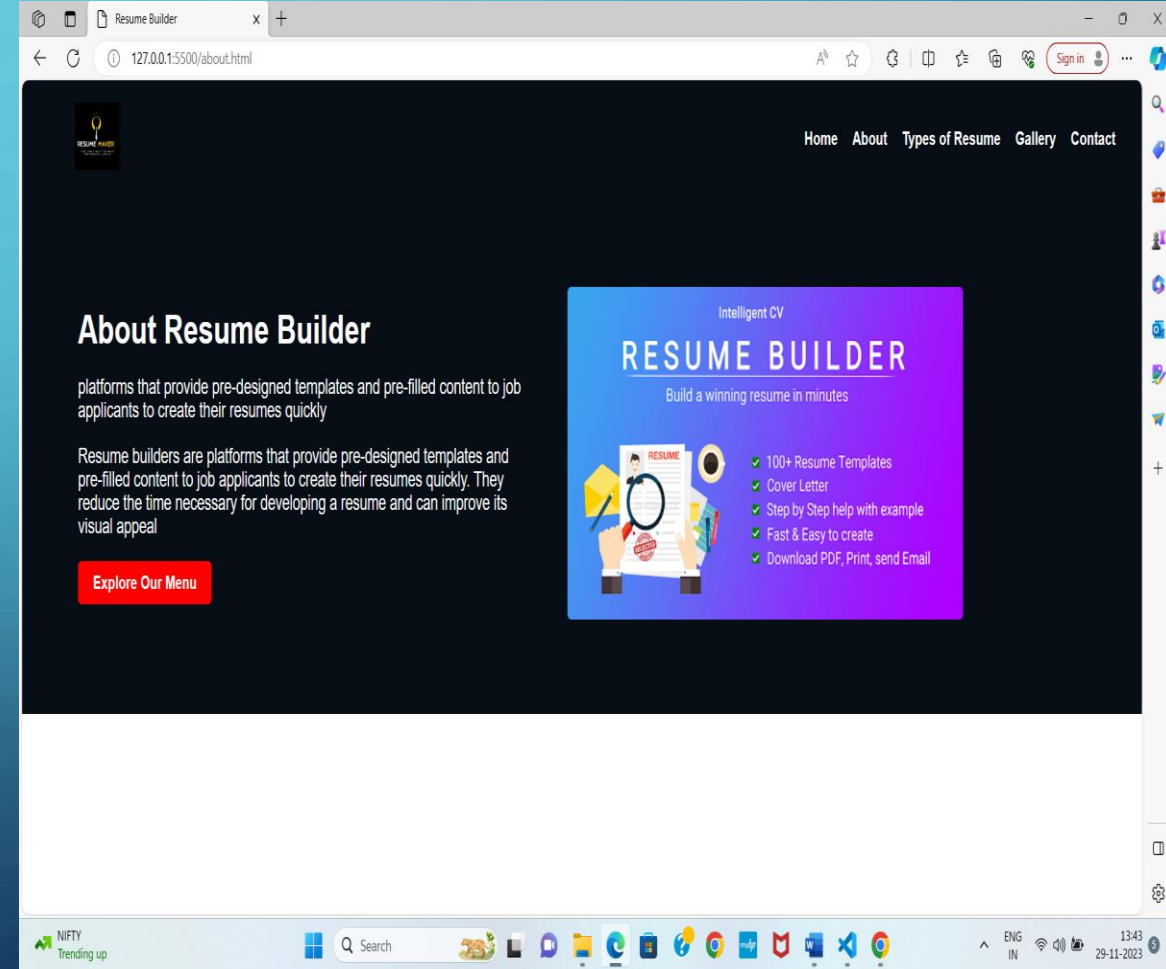 Resume Builder
127.0.0.1:5500/about.html
Sign in
RESUME MAKER
Home About Types of Resume Gallery Contact
About Resume Builder
platforms that provide pre-designed templates and pre-filled content to job
applicants to create their resumes quickly
Resume builders are platforms that provide pre-designed templates and
pre-filled content to job applicants to create their resumes quickly. They
reduce the time necessary for developing a resume and can improve its
visual appeal
Explore Our Menu
Intelligent CV
RESUME BUILDER
Build a winning resume in minutes
RESUME
SELECTED
100+ Resume Templates
Cover Letter
Step by Step help with example
Fast & Easy to create
Download PDF, Print, send Email
NIFTY
Trending up
Search
ENG
IN
13:43
29-11-2023
5